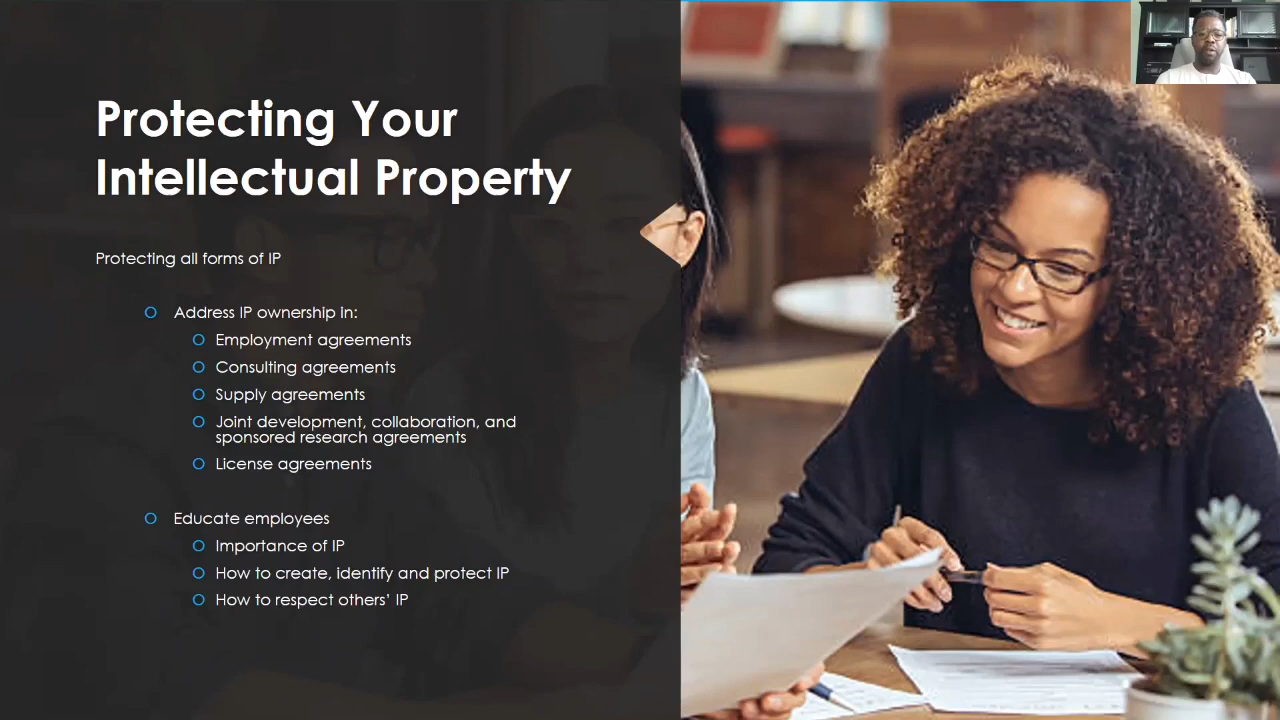 Protecting Your
Intellectual Property
Protecting all forms of IP
Address IP ownership in:
Employment agreements
Consulting agreements
Supply agreements
Joint development, collaboration, and
sponsored research agreements
License agreements
Educate employees
Importance of IP
How to create, identify and protect IP
How to respect others' IP